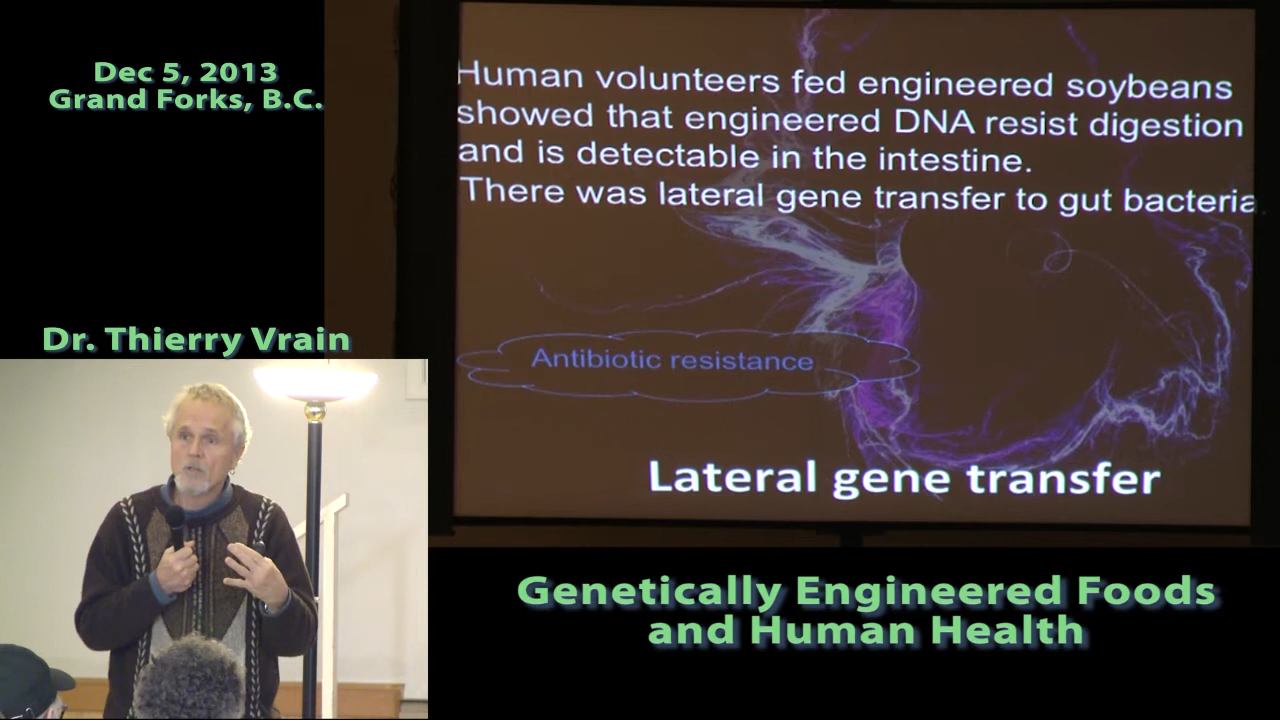 Dec 5, 2013
Grand Forks, B.C.
Dr. Thierry Vrain
Human volunteers fed engineered soybeans
showed that engineered DNA resist digestion
and is detectable in the intestine.
There was lateral gene transfer to gut bacteria.
Antibiotic resistance
Lateral gene transfer
Genetically Engineered Foods
and Human Health